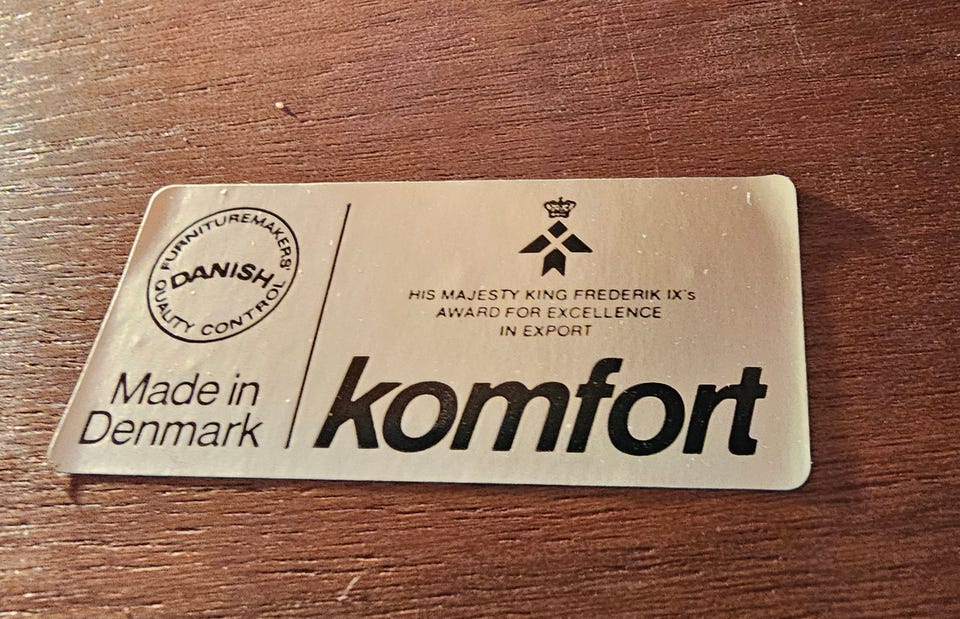 FURNITUREMAKERS'
DANISH
QUALITY CONTROL
Made in
Denmark
HIS MAJESTY KING FREDERIK IX's
AWARD FOR EXCELLENCE
IN EXPORT
komfort